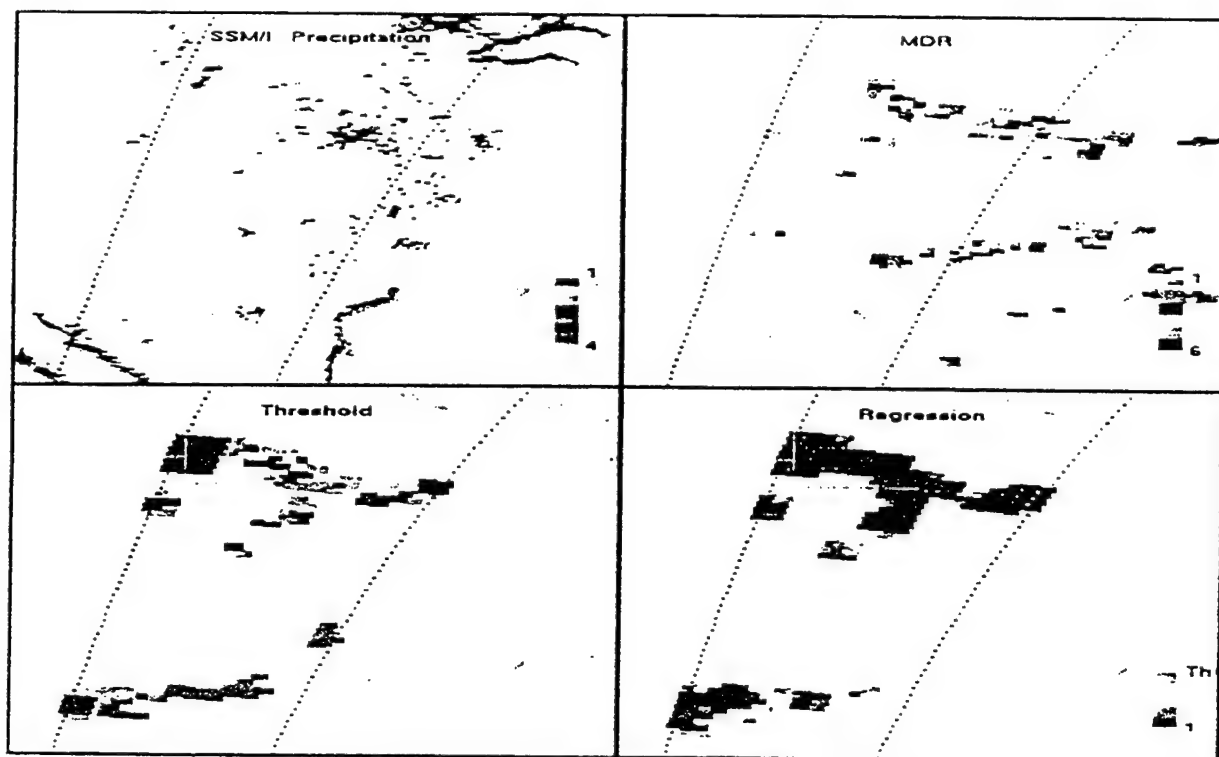 SSM/I Precipitation
1
4
MDR
1
6
Threshold
Regression
Th
1